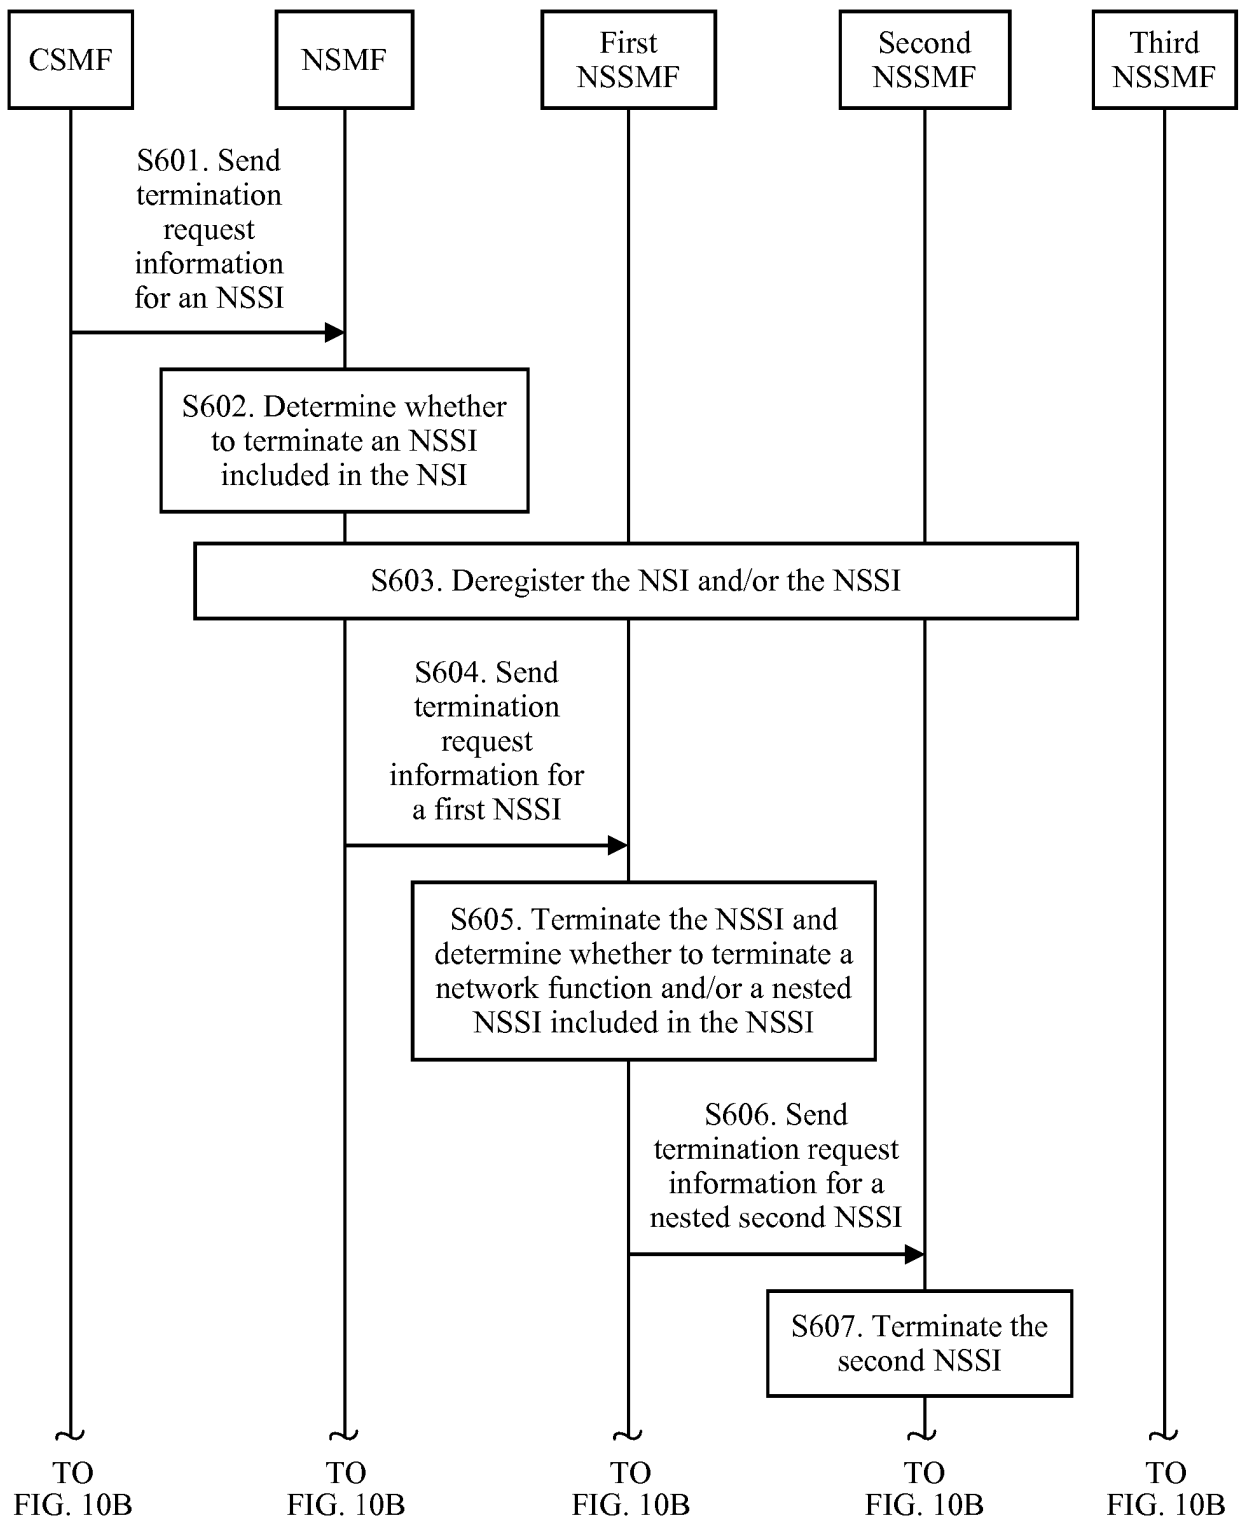 CSMF
NSMF
First
NSSMF
Second
NSSMF
Third
NSSMF
S601. Send
termination
request
information
for an NSSI
S602. Determine whether
to terminate an NSSI
included in the NSI
S603. Deregister the NSI and/or the NSSI
S604. Send
termination
request
information for
a first NSSI
S605. Terminate the NSSI and
determine whether to terminate a
network function and/or a nested
NSSI included in the NSSI
S606. Send
termination request
information for a
nested second NSSI
S607. Terminate the
second NSSI
TO
FIG. 10B
TO
FIG. 10B
TO
FIG. 10B
TO
FIG. 10B
TO
FIG. 10B